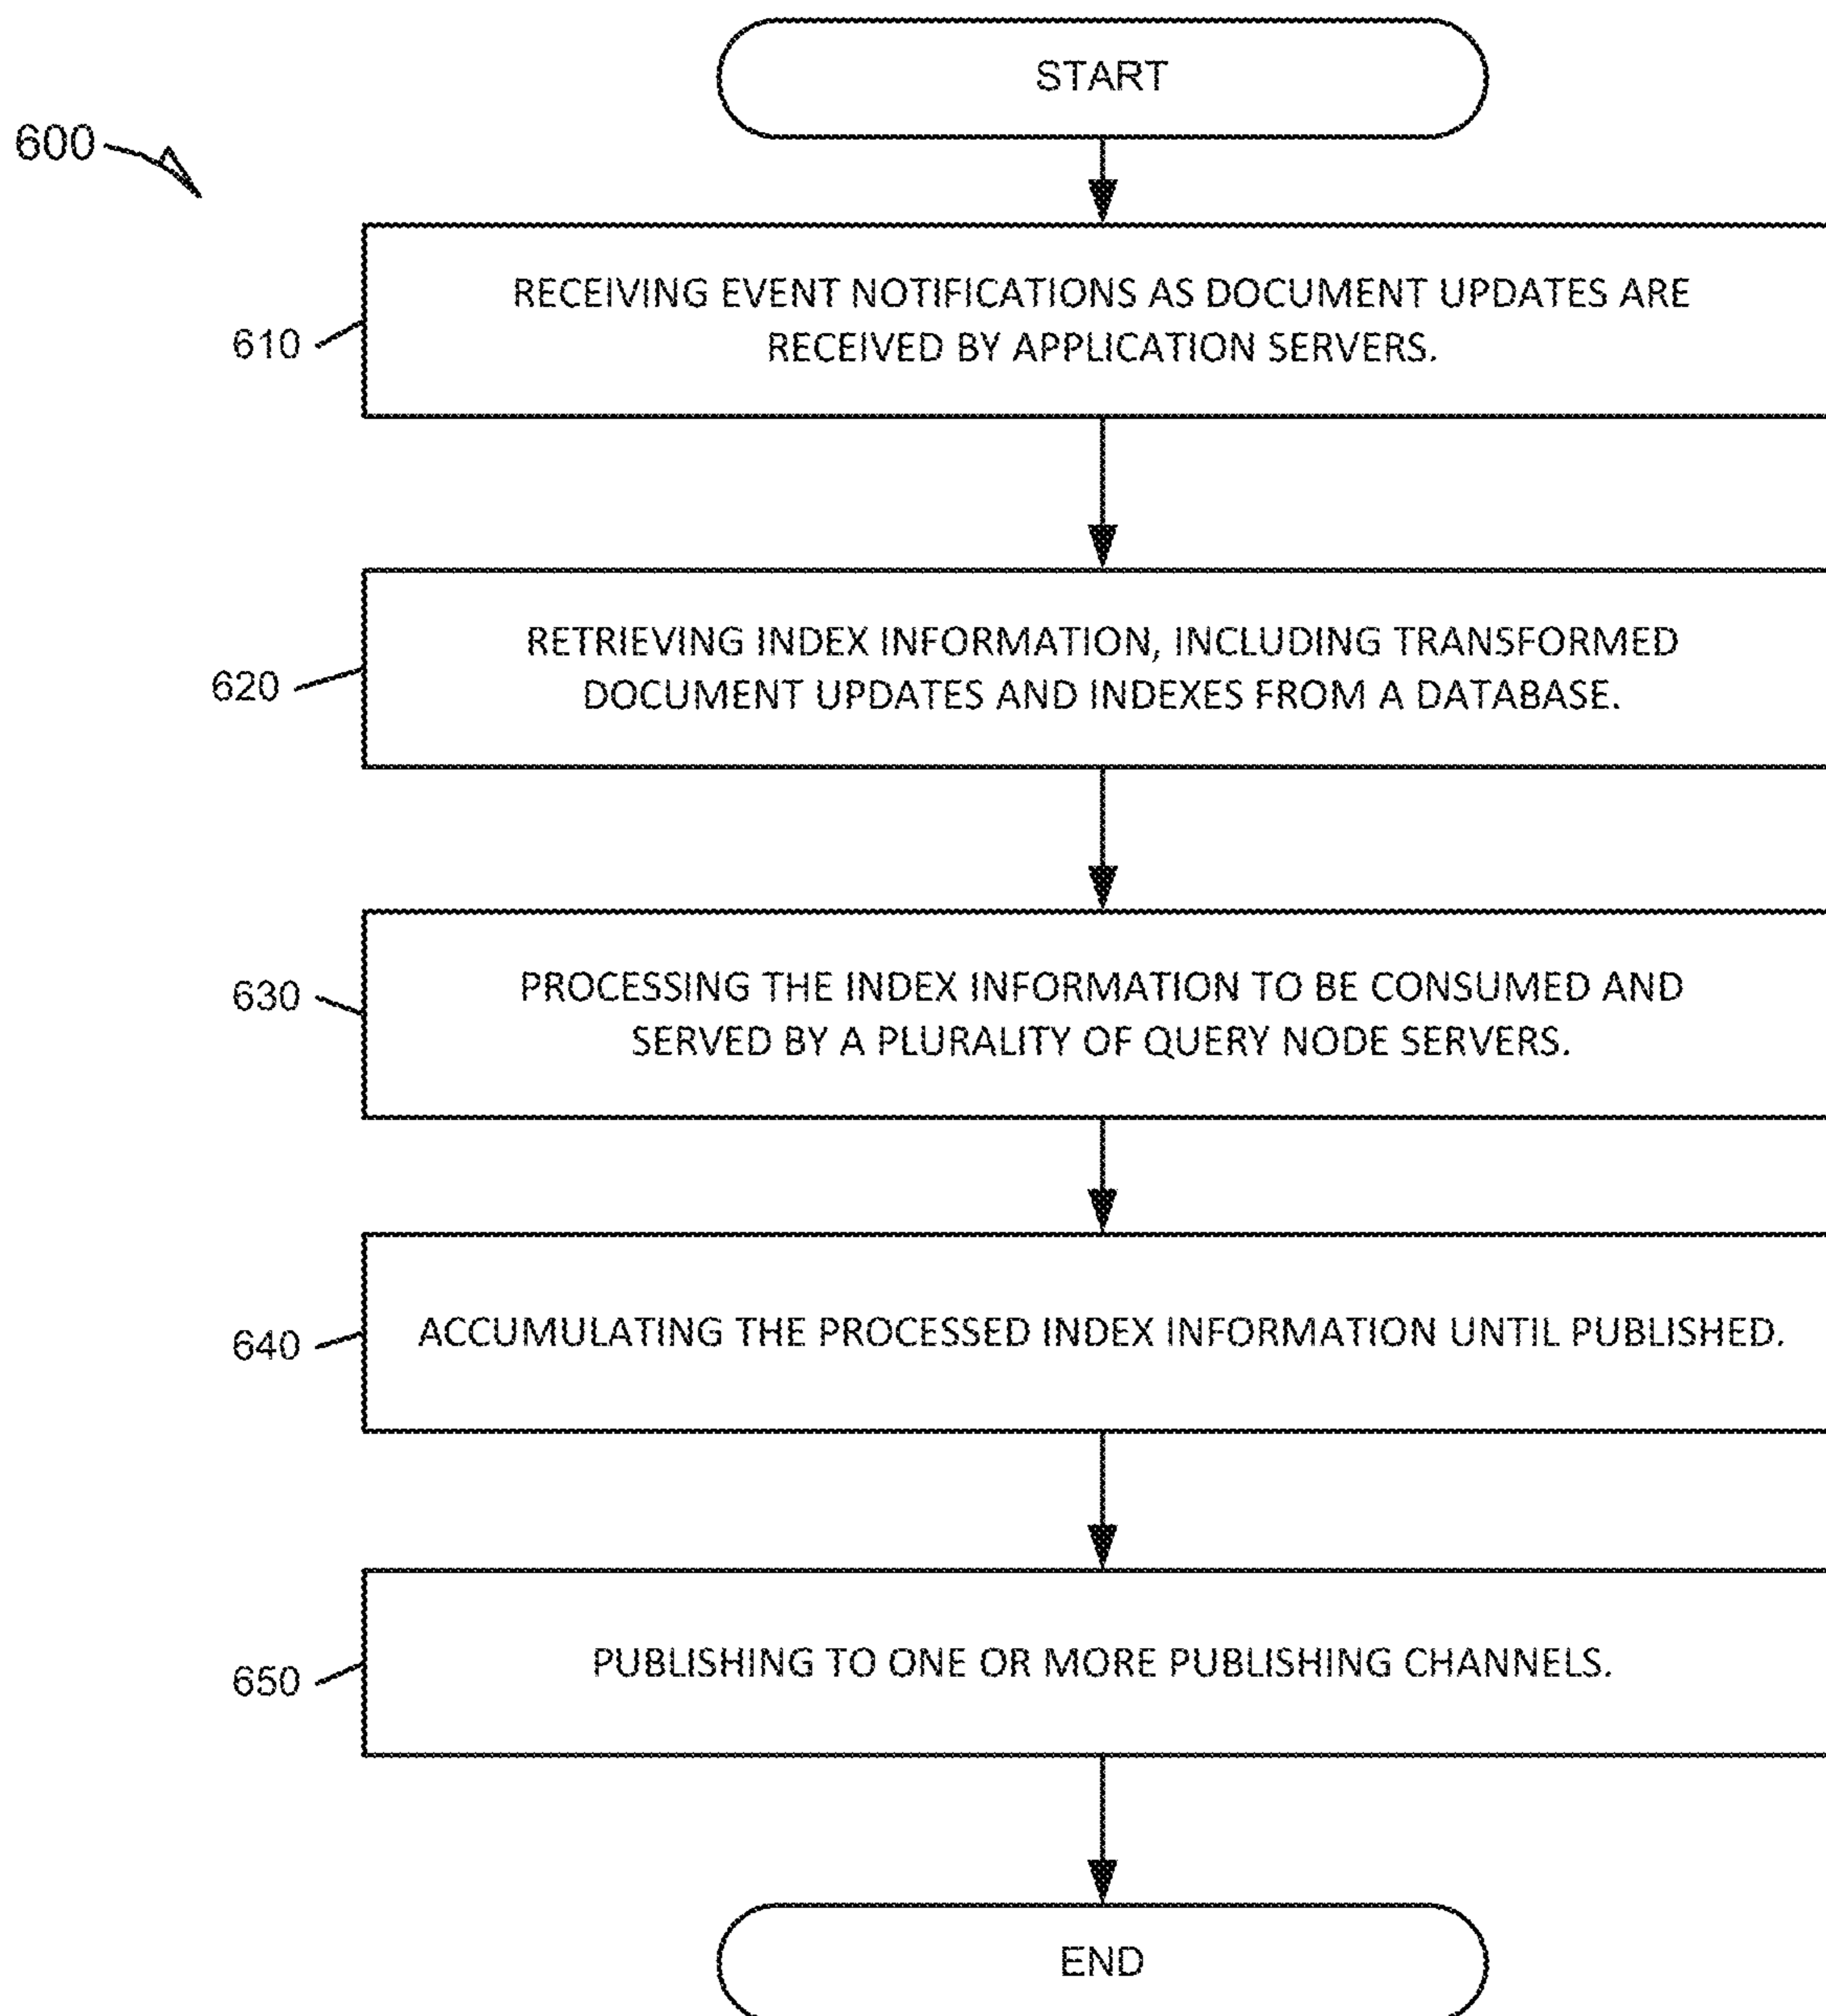 START
600
RECEIVING EVENT NOTIFICATIONS AS DOCUMENT UPDATES ARE
RECEIVED BY APPLICATION SERVERS.
610
RETRIEVING INDEX INFORMATION, INCLUDING TRANSFORMED
DOCUMENT UPDATES AND INDEXES FROM A DATABASE.
620
PROCESSING THE INDEX INFORMATION TO BE CONSUMED AND
SERVED BY A PLURALITY OF QUERY NODE SERVERS.
630
ACCUMULATING THE PROCESSED INDEX INFORMATION UNTIL PUBLISHED.
640
PUBLISHING TO ONE OR MORE PUBLISHING CHANNELS.
650
END